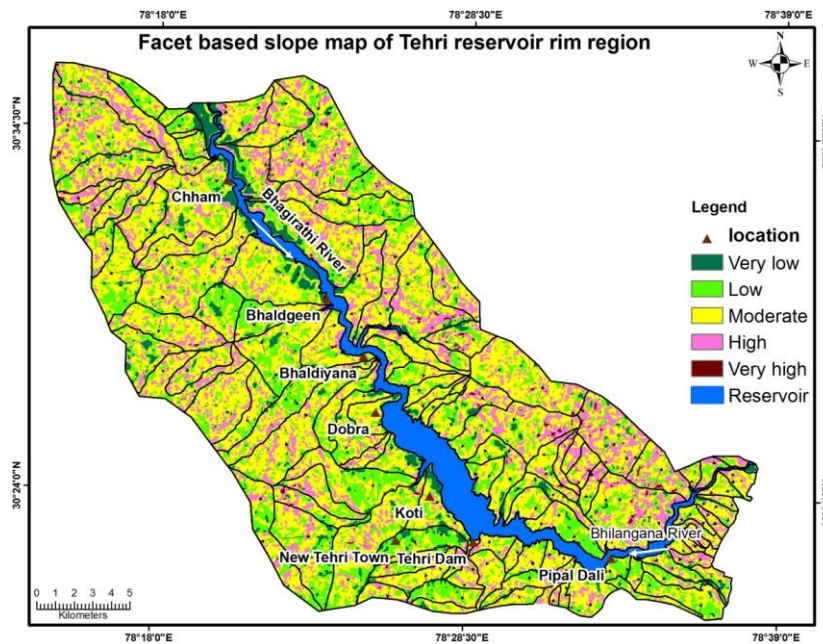 78°18'0"E 78°28'30"E 78°39'0"E
Facet based slope map of Tehri reservoir rim region
N
W E
S
30°34'30"N
Chham
Bhagirathi River
Legend
location
Very low
Low
Moderate
High
Very high
Reservoir
Bhaldgeen
Bhaldiyana
Dobra
30°24'0"N
Koti
Bhilangana River
New Tehri Town Tehri Dam
Pipal Dali
0 1 2 3 4 5
Kilometers
78°18'0"E 78°28'30"E 78°39'0"E